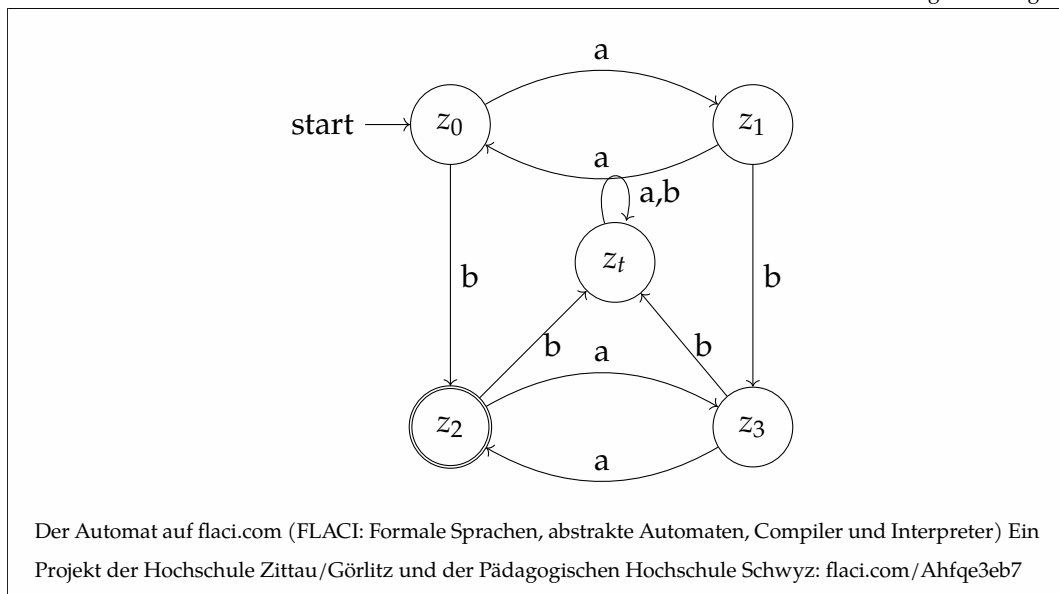 a
start
z0
z1
a
a,b
zt
b
b
b
b
a
z2
z3
a
Der Automat auf flaci.com (FLACI: Formale Sprachen, abstrakte Automaten, Compiler und Interpreter) Ein
Projekt der Hochschule Zittau/Görlitz und der Pädagogischen Hochschule Schwyz: flaci.com/Ahfqe3eb7